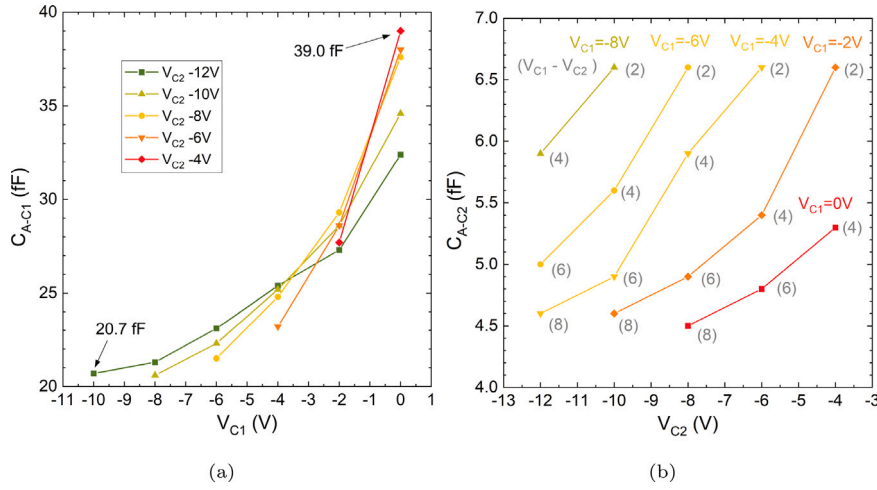 (a)
40
35
30
25
20
C_A-C1 (fF)
39.0 fF
V_C2 -12V
V_C2 -10V
V_C2 -8V
V_C2 -6V
V_C2 -4V
20.7 fF
-11 -10 -9 -8 -7 -6 -5 -4 -3 -2 -1 0 1
V_C1 (V)
(a)
(b)
7.0
6.5
6.0
5.5
5.0
4.5
4.0
C_A-C2 (fF)
V_C1=-8V V_C1=-6V V_C1=-4V V_C1=-2V
(V_C1 - V_C2 ) (2) (2) (2) (2)
(4) (4)
(4) V_C1=0V
(4) (4)
(6) (6) (6) (6)
(8) (8) (8)
-13 -12 -11 -10 -9 -8 -7 -6 -5 -4 -3
V_C2 (V)
(b)